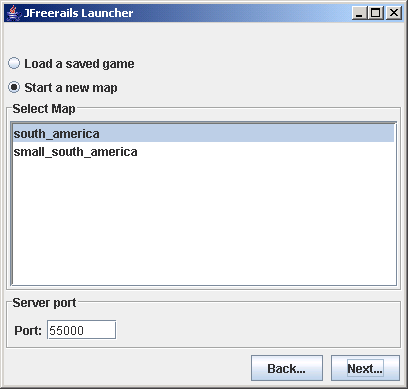 JFreerails Launcher
Load a saved game
Start a new map
Select Map
south_america
small_south_america
Server port
Port: 55000
Back... Next...